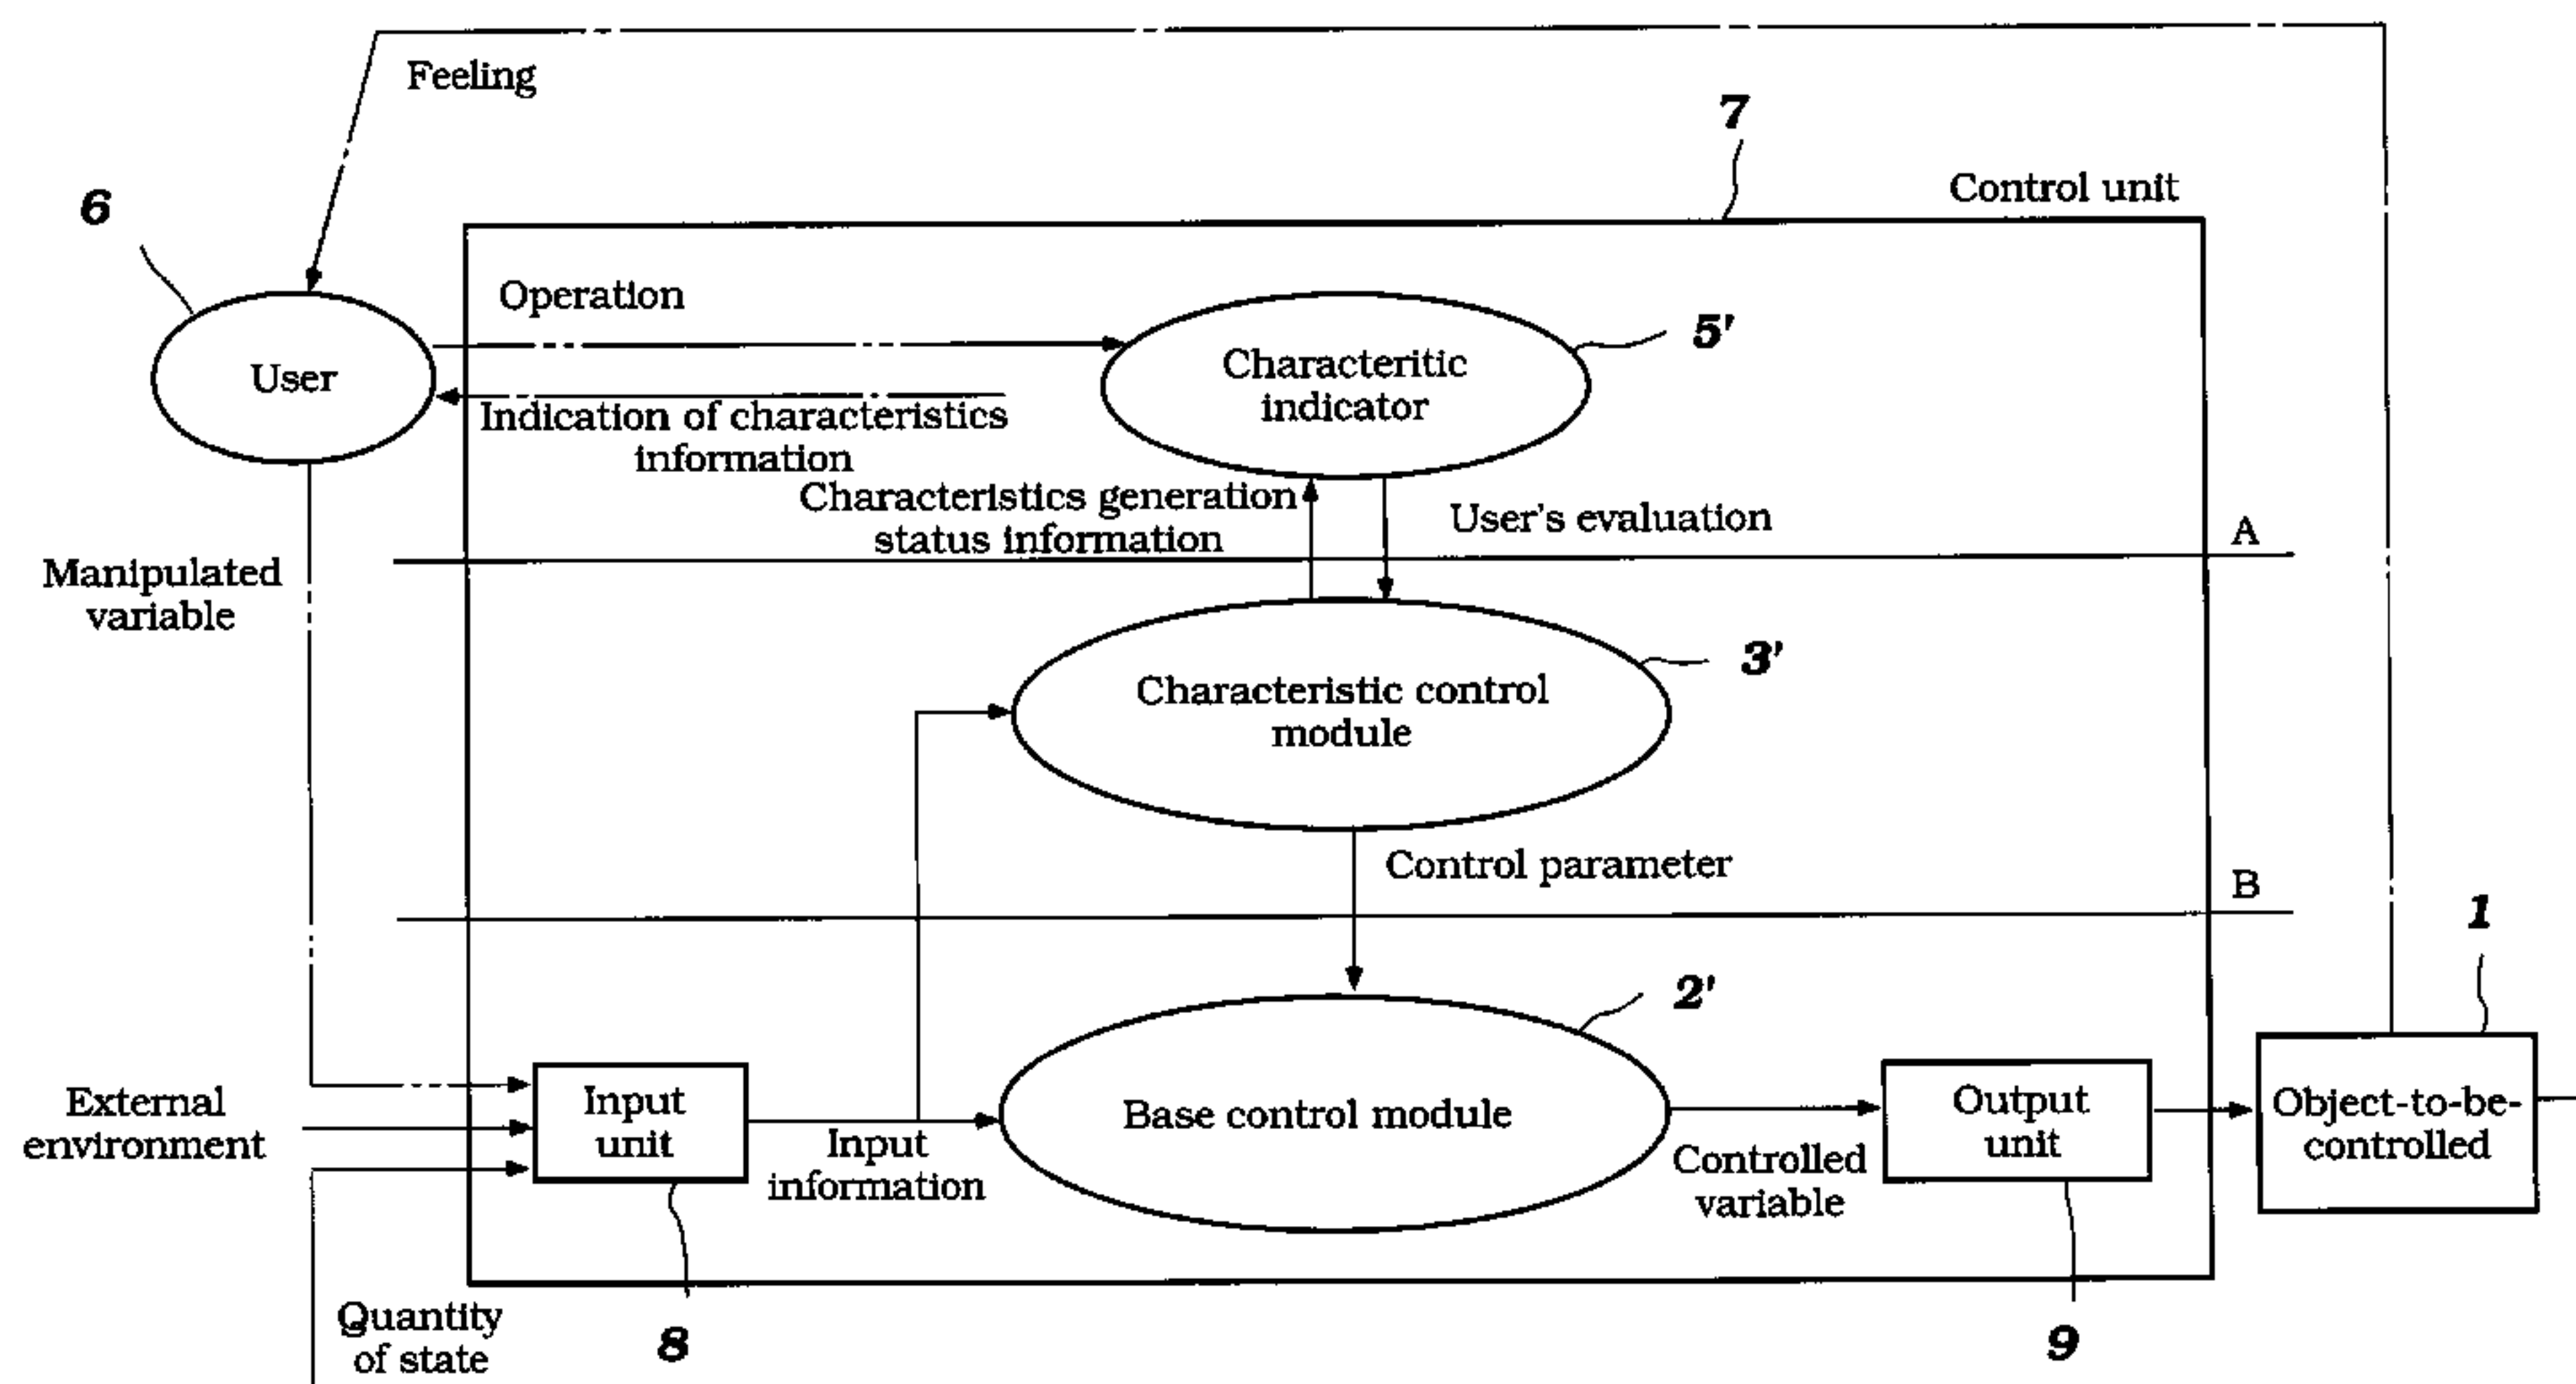 Feeling
7
Control unit
6
Operation
5'
User
Characteritic
indicator
Indication of characteristics
information
Characteristics generation
status information
User's evaluation
A
Manipulated
variable
3'
Characteristic control
module
Control parameter
B
1
2'
External
environment
Input
unit
Input
information
Base control module
Controlled
variable
Output
unit
Object-to-be-
controlled
Quantity
of state
8
9